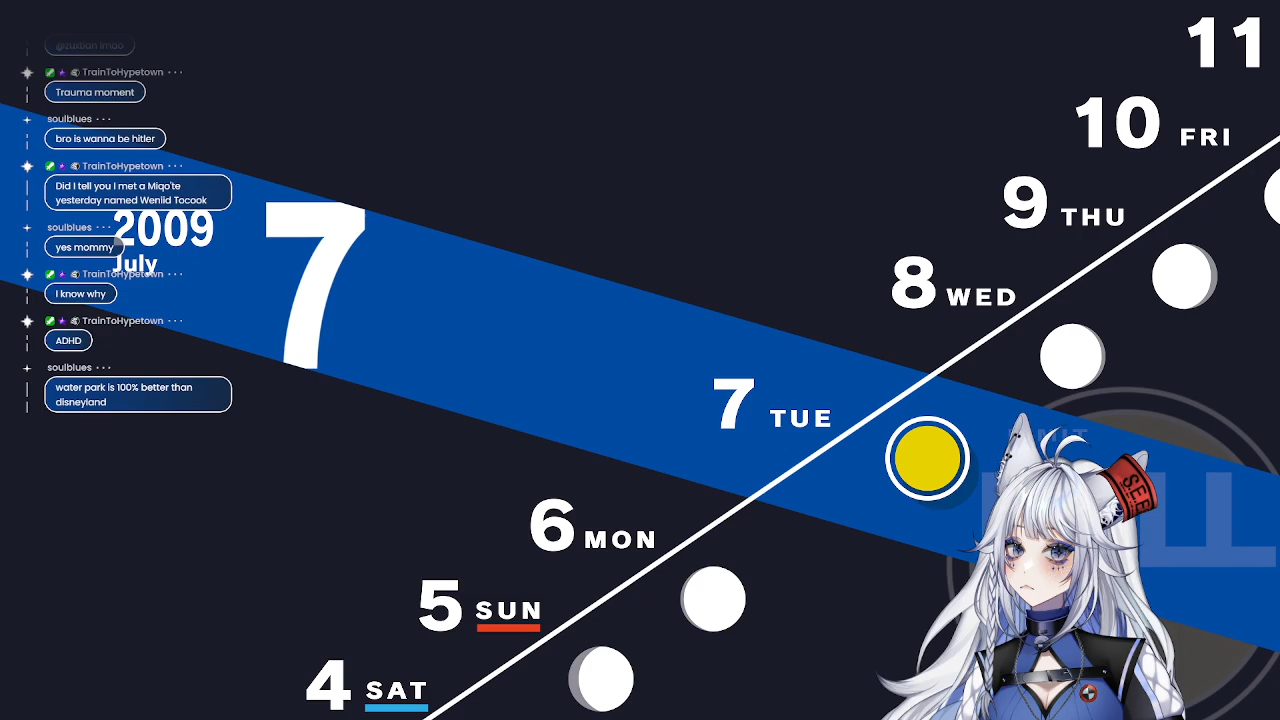 @zuxtian lmao
TrainToHypetown
Trauma moment
soulblues
bro is wanna be hitler
TrainToHypetown
Did I tell you I met a Miqo'te
yesterday named Weniid Tocook
soulblues
yes mommy
TrainToHypetown
I know why
TrainToHypetown
ADHD
soulblues
water park is 100% better than
disneyland
2009
July
7
11
10 FRI
9 THU
8 WED
7 TUE
6 MON
5 SUN
4 SAT